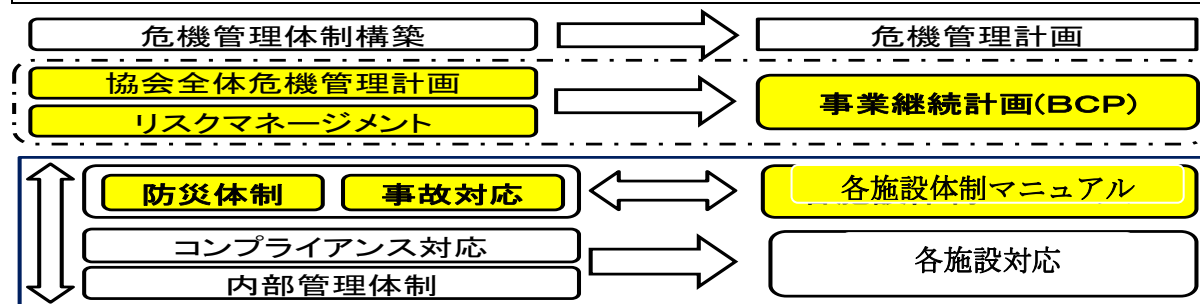 危機管理体制構築
危機管理計画
協会全体危機管理計画
リスクマネージメント
事業継続計画(BCP)
防災体制
事故対応
各施設体制マニュアル
コンプライアンス対応
内部管理体制
各施設対応